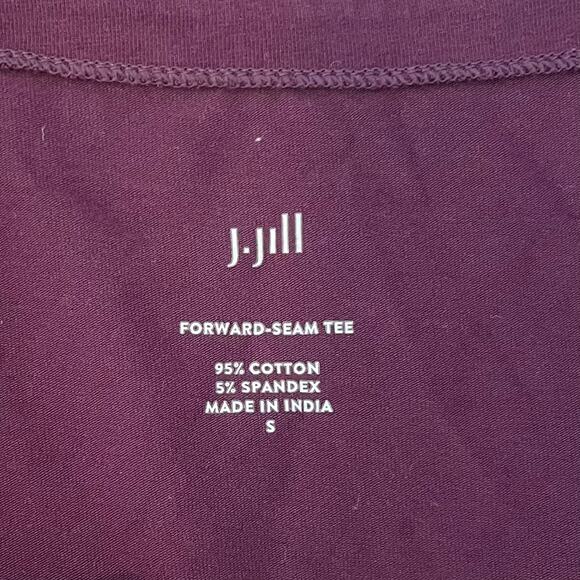 J.Jill
FORWARD-SEAM TEE
95% COTTON
5% SPANDEX
MADE IN INDIA
S